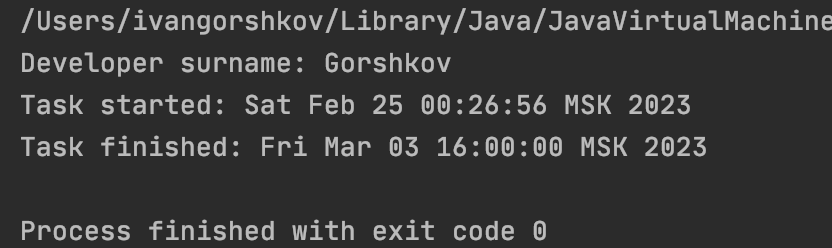 /Users/ivangorshkov/Library/Java/JavaVirtualMachine
Developer surname: Gorshkov
Task started: Sat Feb 25 00:26:56 MSK 2023
Task finished: Fri Mar 03 16:00:00 MSK 2023
Process finished with exit code 0